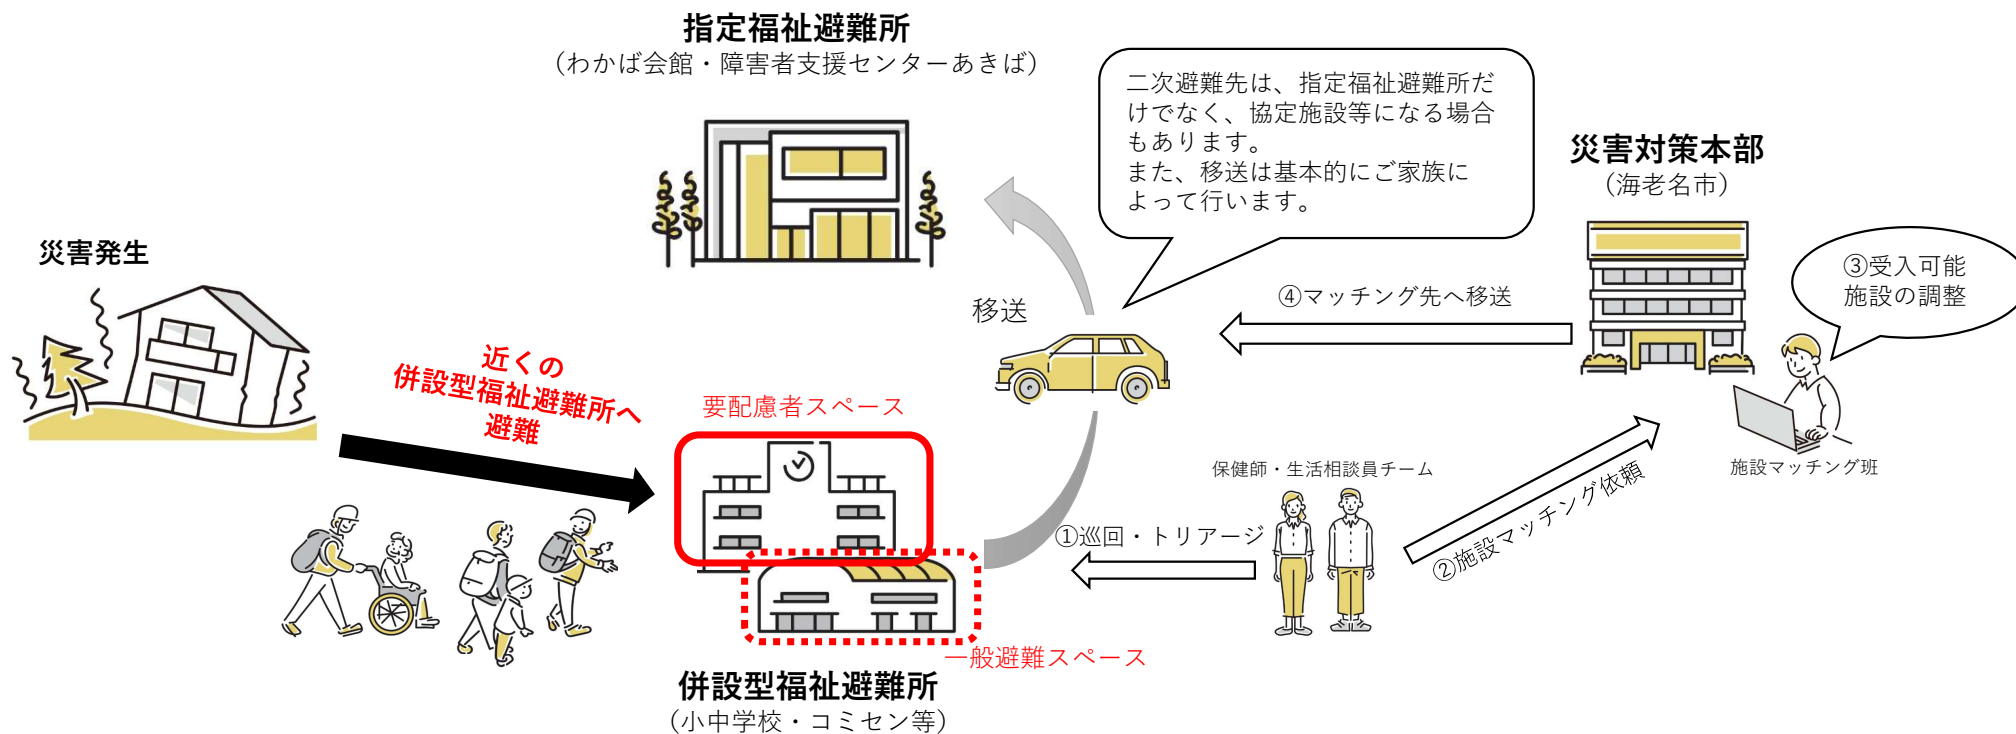 指定福祉避難所
（わかば会館・障害者支援センターあきば）
二次避難先は、指定福祉避難所だ
けでなく、協定施設等になる場合
もあります。
また、移送は基本的にご家族に
よって行います。
災害対策本部
（海老名市）
③受入可能
施設の調整
災害発生
移送
④マッチング先へ移送
近くの
併設型福祉避難所へ
避難
要配慮者スペース
施設マッチング班
保健師・生活相談員チーム
①巡回・トリアージ
②施設マッチング依頼
一般避難スペース
併設型福祉避難所
（小中学校・コミセン等）